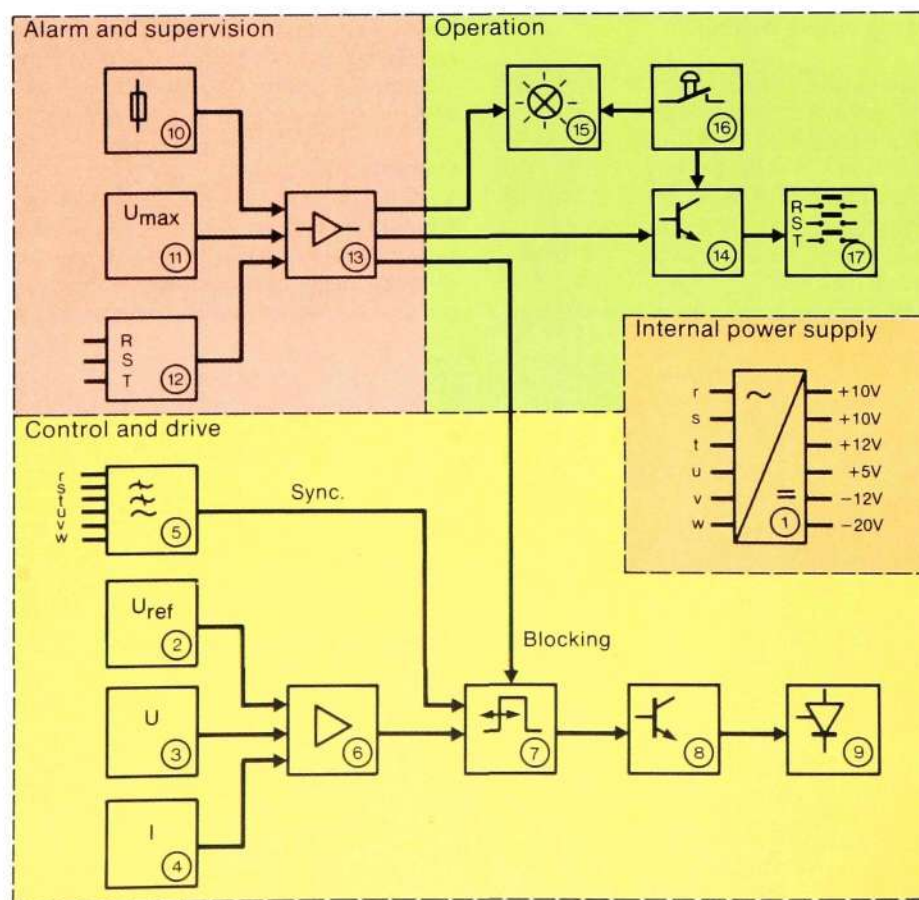 Alarm and supervision
10
Umax
11
13
R
S
T
12
Operation
15
16
14
R
S
T
17
Internal power supply
r
s
t
u
v
w
1
+10V
+10V
+12V
+5V
−12V
−20V
Control and drive
r
s
t
u
v
w
5
Sync.
Uref
2
U
3
I
4
6
Blocking
7
8
9